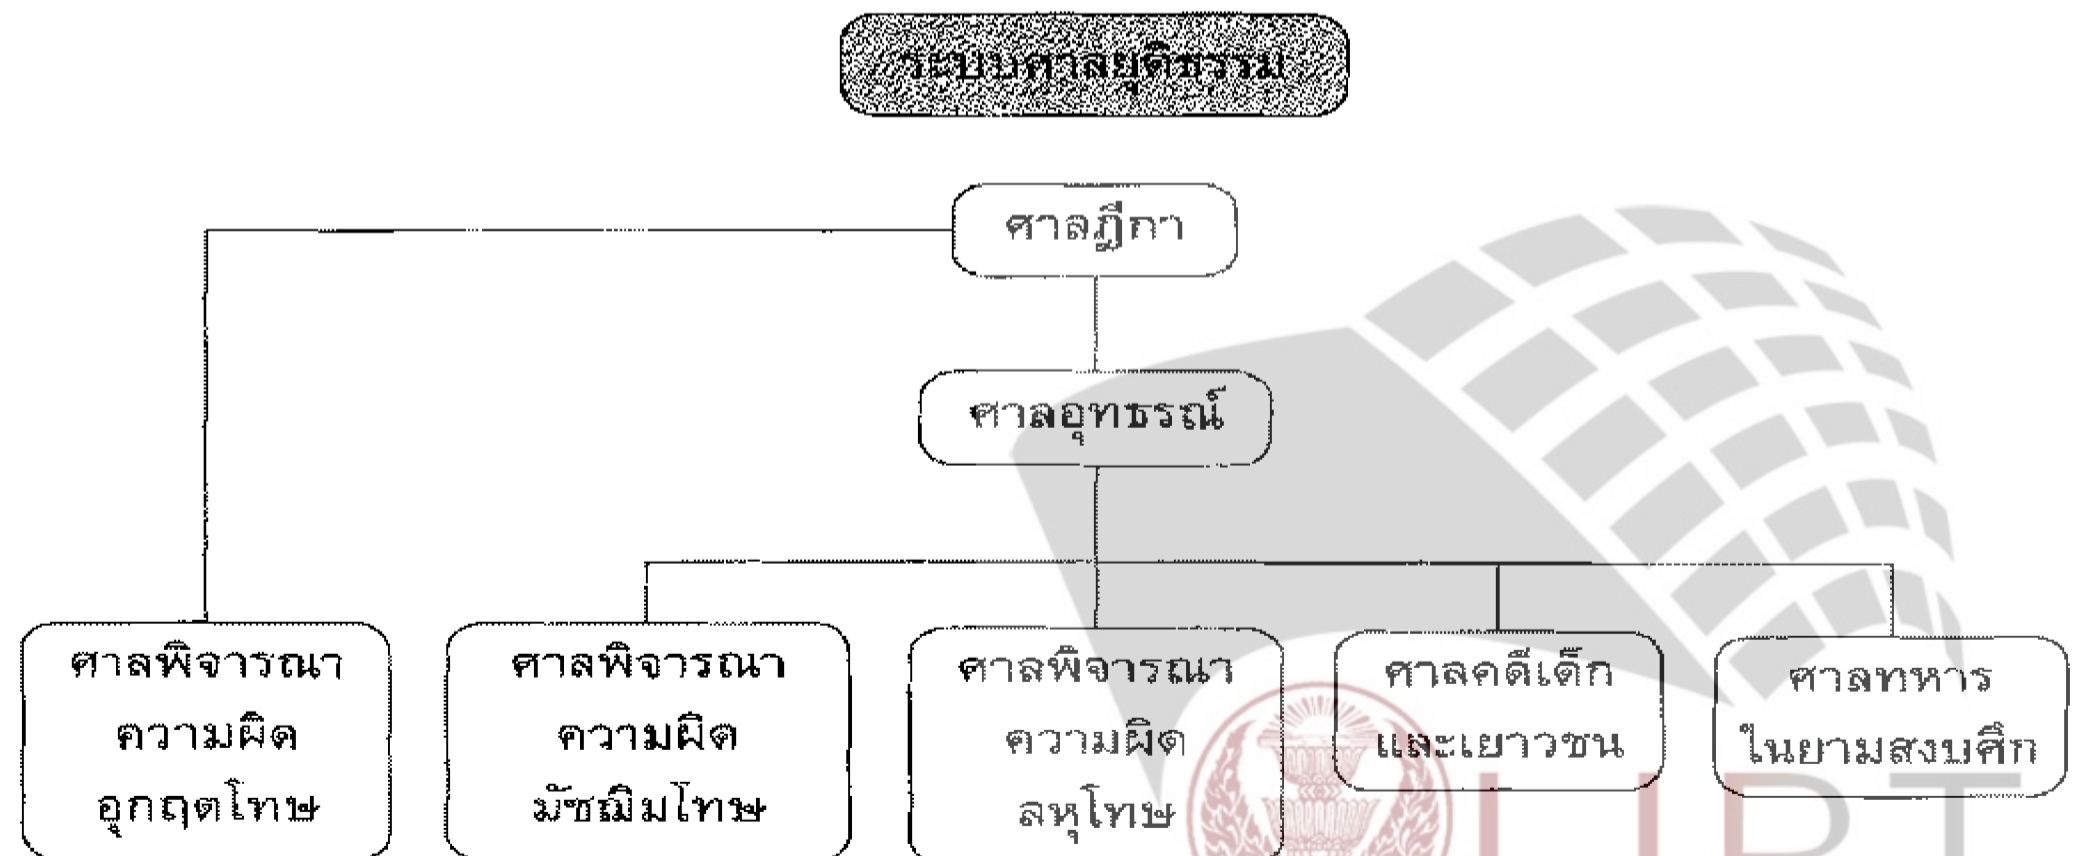 ระบบศาลยุติธรรม
ศาลฎีกา
ศาลอุทธรณ์
ศาลพิจารณา
ความผิด
อุกฤตโทษ
ศาลพิจารณา
ความผิด
มัชฌิมโทษ
ศาลพิจารณา
ความผิด
ลหุโทษ
ศาลคดีเด็ก
และเยาวชน
ศาลทหาร
ในยามสงบศึก